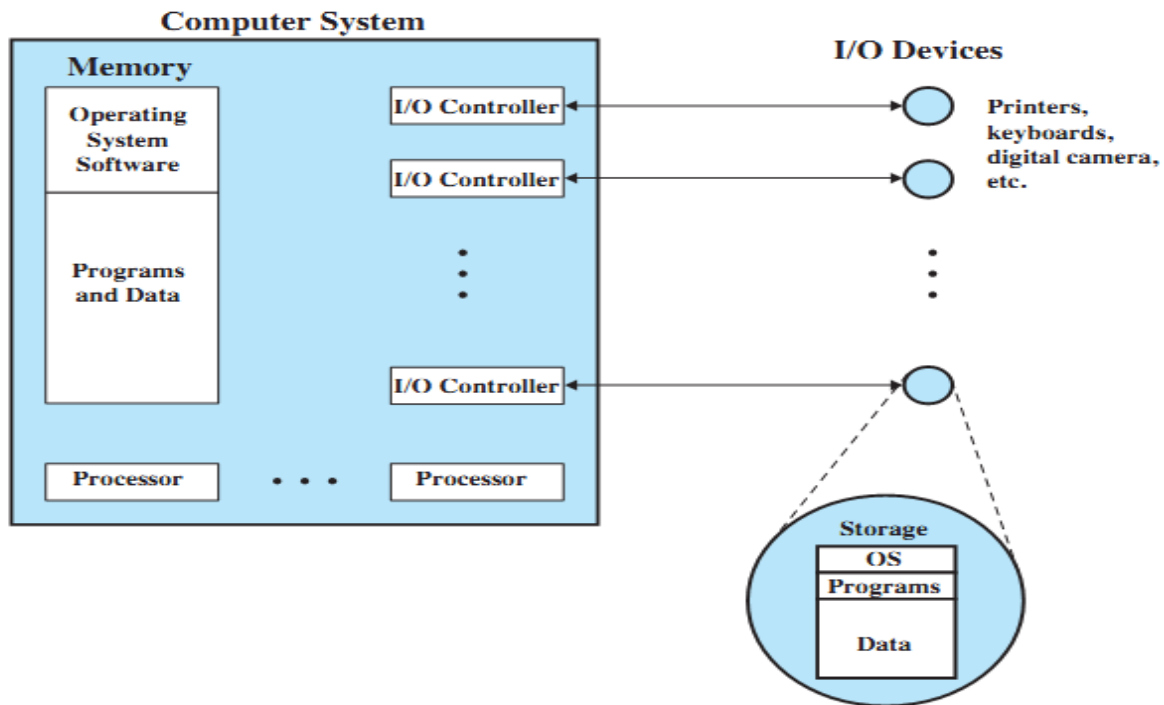 Computer System
Memory
Operating
System
Software
Programs
and Data
I/O Controller
I/O Controller
I/O Controller
Processor
Processor
I/O Devices
Printers,
keyboards,
digital camera,
etc.
Storage
OS
Programs
Data